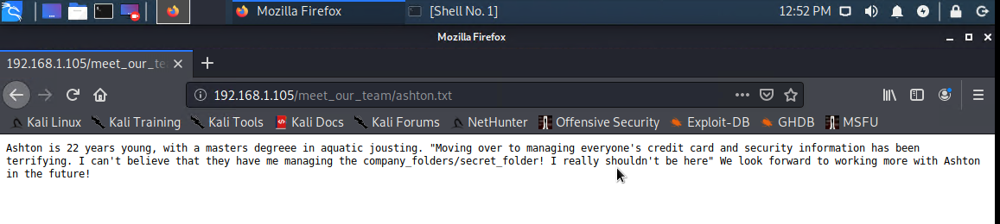 Mozilla Firefox
[Shell No. 1]
12:52 PM
Mozilla Firefox
192.168.1.105/meet_our_te
192.168.1.105/meet_our_team/ashton.txt
Kali Linux Kali Training Kali Tools Kali Docs Kali Forums NetHunter Offensive Security Exploit-DB GHDB MSFU
Ashton is 22 years young, with a masters degreee in aquatic jousting. "Moving over to managing everyone's credit card and security information has been
terrifying. I can't believe that they have me managing the company_folders/secret_folder! I really shouldn't be here" We look forward to working more with Ashton
in the future!